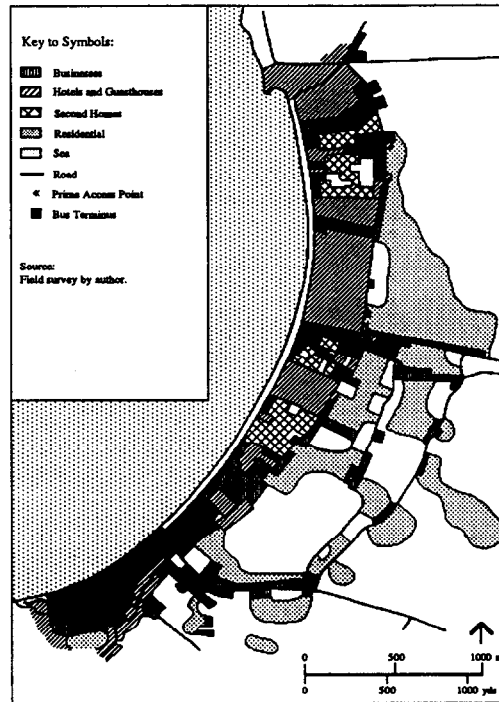 Key to Symbols:
Businesses
Hotels and Guesthouses
Second Homes
Residential
Sea
Road
Prime Access Point
Bus Terminus
Source:
Field survey by author.
0 500 1000 m
0 500 1000 yds